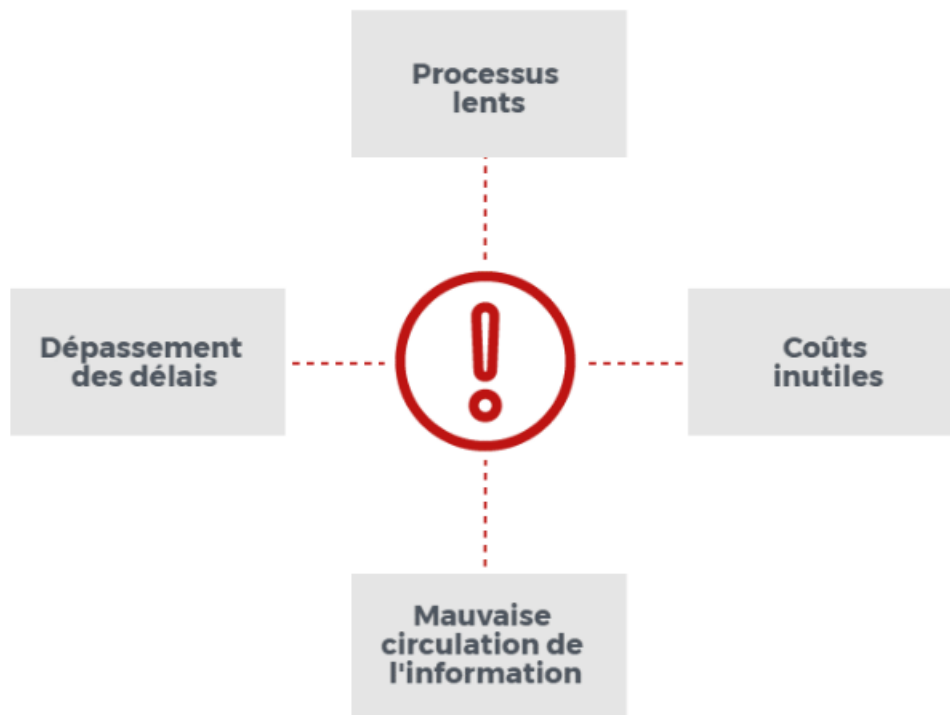 Processus
lents
Dépassement
des délais
Coûts
inutiles
Mauvaise
circulation de
l'information